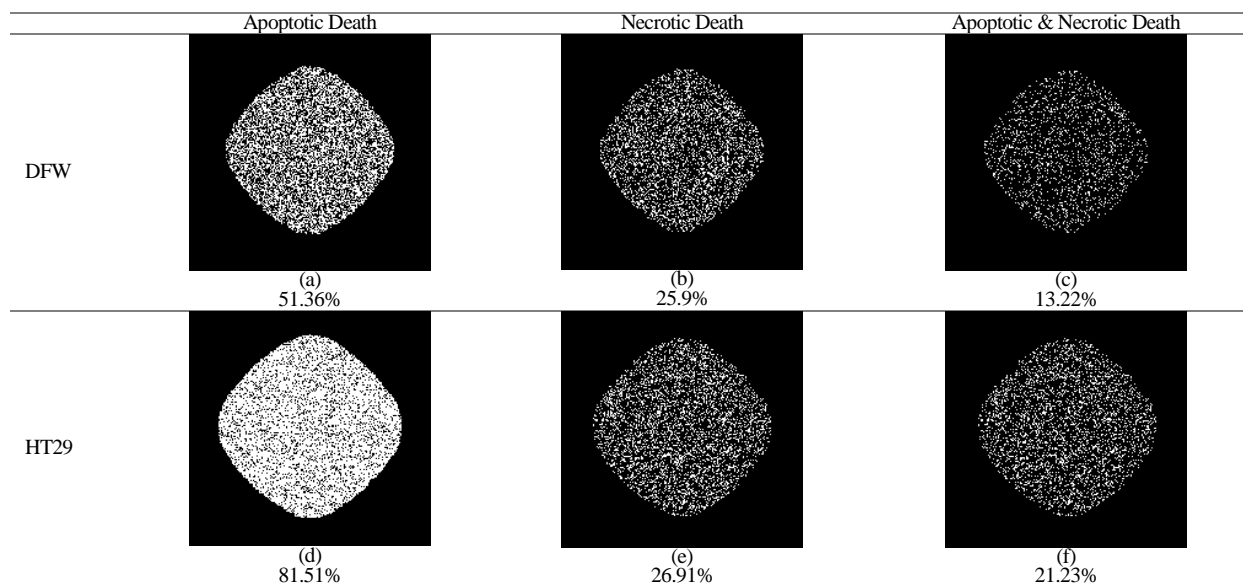 Apoptotic Death Necrotic Death Apoptotic & Necrotic Death
DFW
(a) (b) (c)
51.36% 25.9% 13.22%
HT29
(d) (e) (f)
81.51% 26.91% 21.23%